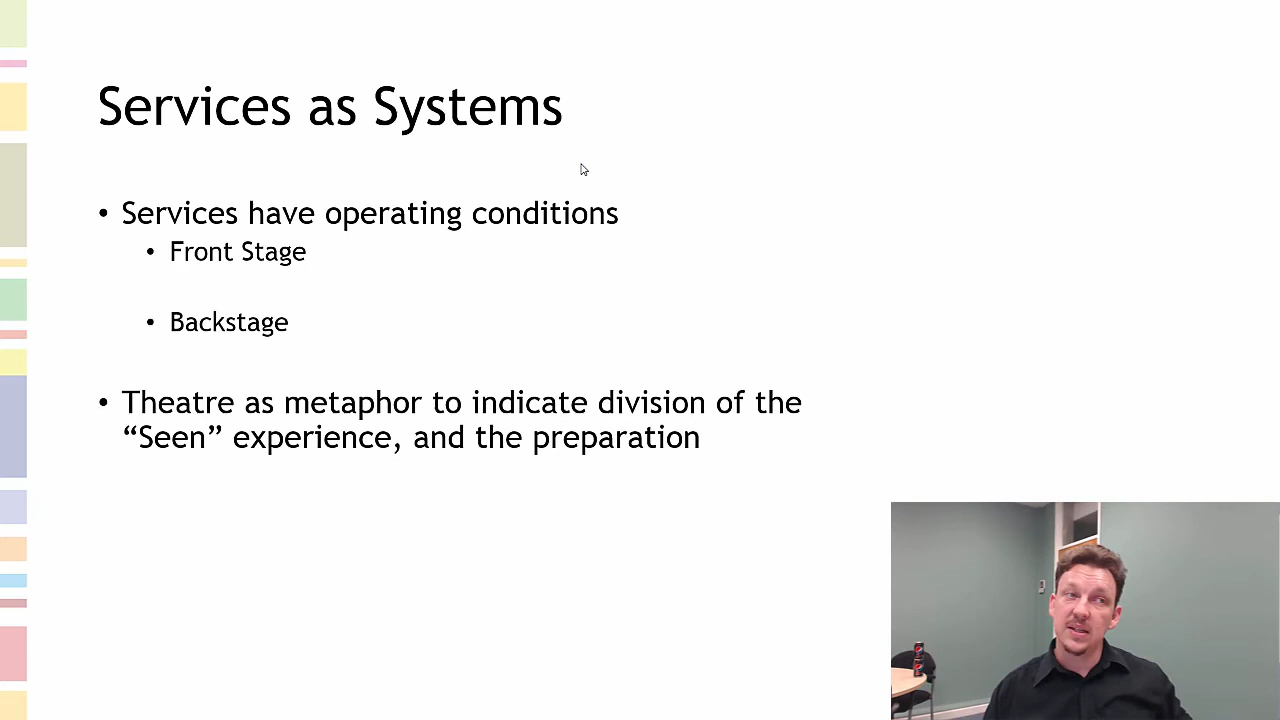 Services as Systems
• Services have operating conditions
• Front Stage
• Backstage
• Theatre as metaphor to indicate division of the
“Seen” experience, and the preparation